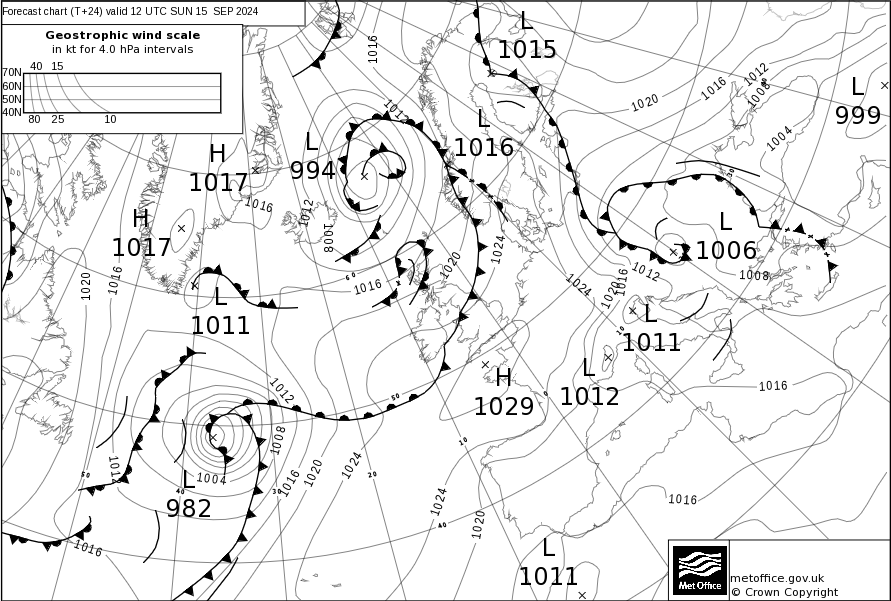 Forecast chart (T+24) valid 12 UTC SUN 15 SEP 2024
Geostrophic wind scale
in kt for 4.0 hPa intervals
40 15
70N
60N
50N
40N
80 25 10
L
1015
1016
1020
1016
1012
1008
L
999
1004
L
1016
L
994
H
1017
1016
1012
1008
H
1017
1020
1016
L
1011
60
1016
1020
1024
1024
1020
1016
1012
L
1006
1008
L
1011
10
L
1012
0
1016
H
1029
50
1012
1008
1016
1020
1024
10
20
30
40
50
1004
L
982
1016
1024
1020
40
1016
L
1011
Met Office
metoffice.gov.uk
© Crown Copyright